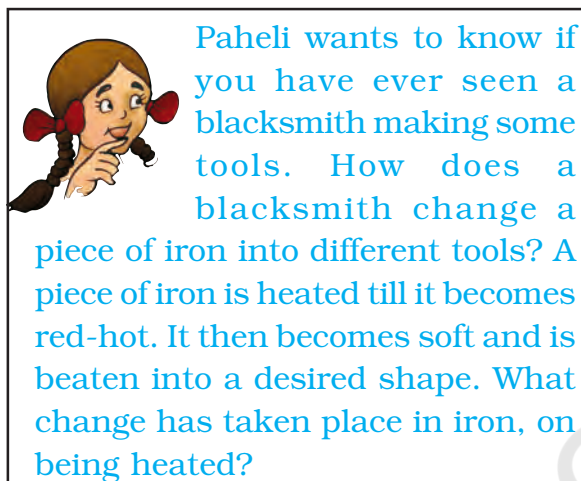 Paheli wants to know if
you have ever seen a
blacksmith making some
tools. How does a
blacksmith change a
piece of iron into different tools? A
piece of iron is heated till it becomes
red-hot. It then becomes soft and is
beaten into a desired shape. What
change has taken place in iron, on
being heated?